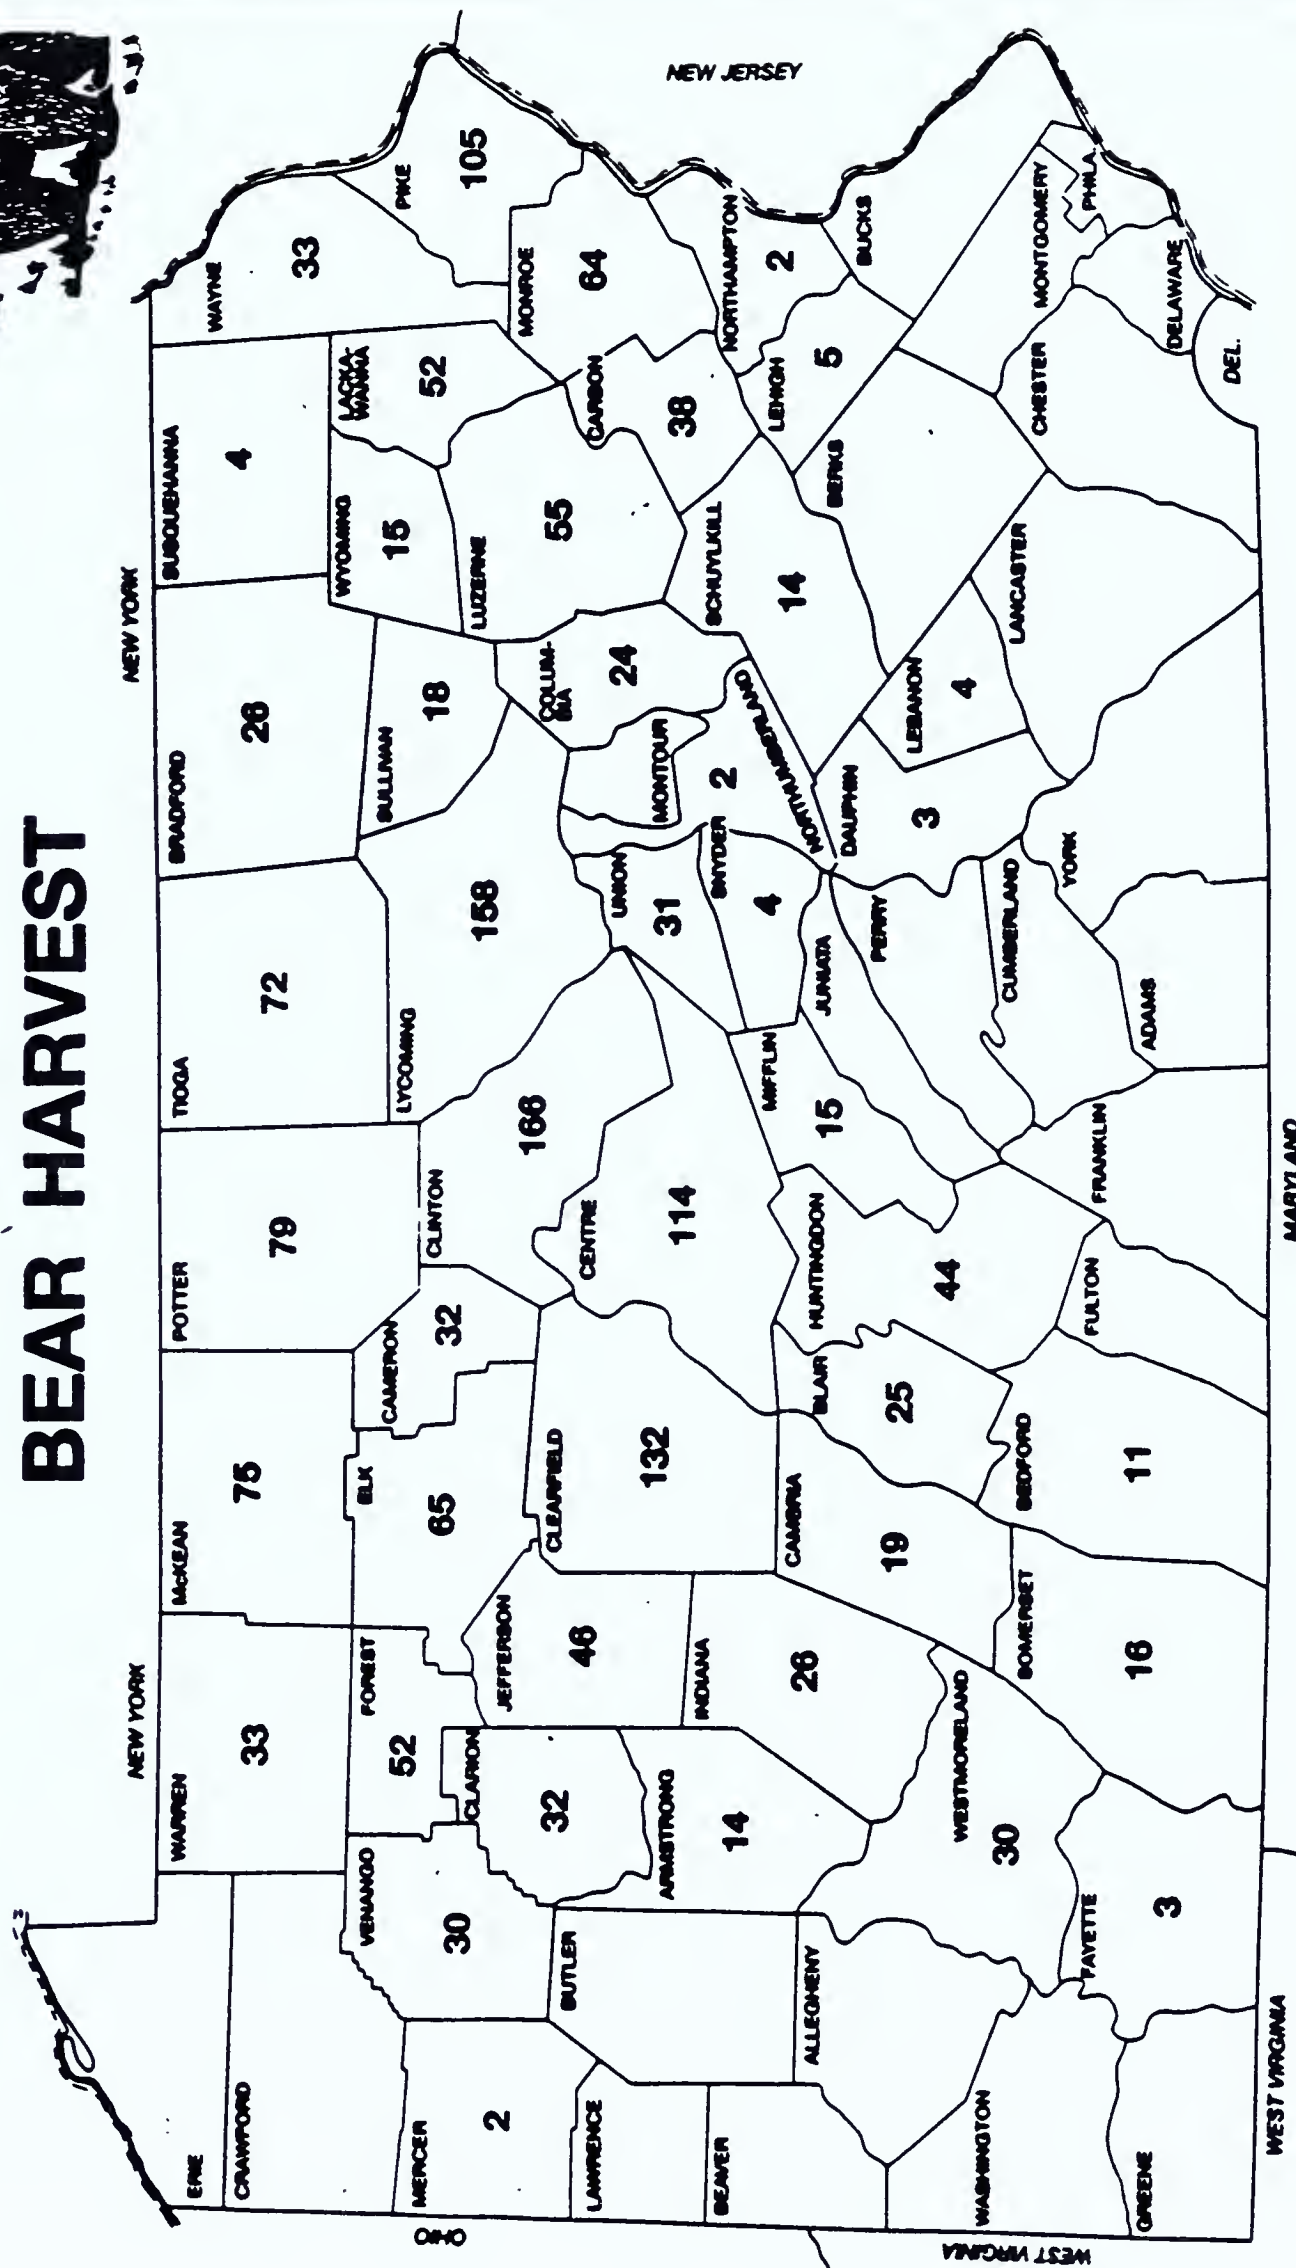 BEAR HARVEST
NEW YORK
NEW YORK
ERIE
CRAWFORD
WARREN
33
McKEAN
75
POTTER
79
TIOGA
72
BRADFORD
26
SUSQUEHANNA
4
WAYNE
33
MERCER
2
VENANGO
30
FOREST
52
ELK
65
CAMERON
32
CLINTON
166
LYCOMING
158
SULLIVAN
18
WYOMING
15
LACKA-
WANNA
52
PIKE
105
LAWRENCE
BUTLER
CLARION
32
JEFFERSON
46
CLEARFIELD
132
CENTRE
114
UNION
31
MONTOUR
COLUM-
BIA
24
LUZERNE
55
CARBON
38
MONROE
64
BEAVER
ALLEGHENY
ARMSTRONG
14
INDIANA
26
CAMBRIA
19
BLAIR
25
HUNTINGDON
44
MIFFLIN
15
SNYDER
4
JUNIATA
NORTHUMBERLAND
2
SCHUYLKILL
14
LEHIGH
5
NORTHAMPTON
2
BUCKS
WASHINGTON
GREENE
WESTMORELAND
30
FAYETTE
3
SOMERSET
16
BEDFORD
11
FULTON
FRANKLIN
PERRY
CUMBERLAND
ADAMS
DAUPHIN
3
YORK
LEBANON
4
LANCASTER
BERKS
CHESTER
MONTGOMERY
PHILA.
DELAWARE
DEL.
NEW JERSEY
OHIO
WEST VIRGINIA
WEST VIRGINIA
MARYLAND